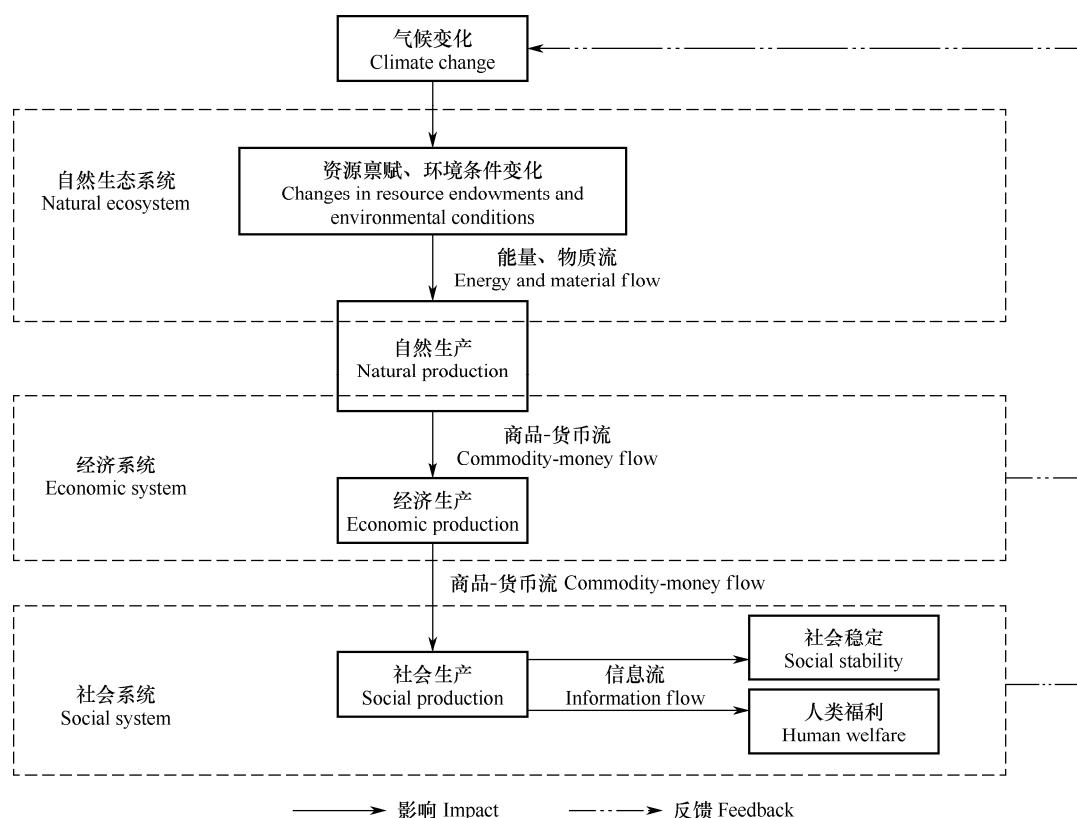 气候变化
Climate change
资源禀赋、环境条件变化
Changes in resource endowments and
environmental conditions
自然生态系统
Natural ecosystem
能量、物质流
Energy and material flow
自然生产
Natural production
商品-货币流
Commodity-money flow
经济系统
Economic system
经济生产
Economic production
商品-货币流 Commodity-money flow
社会稳定
Social stability
社会生产
Social production
信息流
Information flow
社会系统
Social system
人类福利
Human welfare
影响 Impact
反馈 Feedback